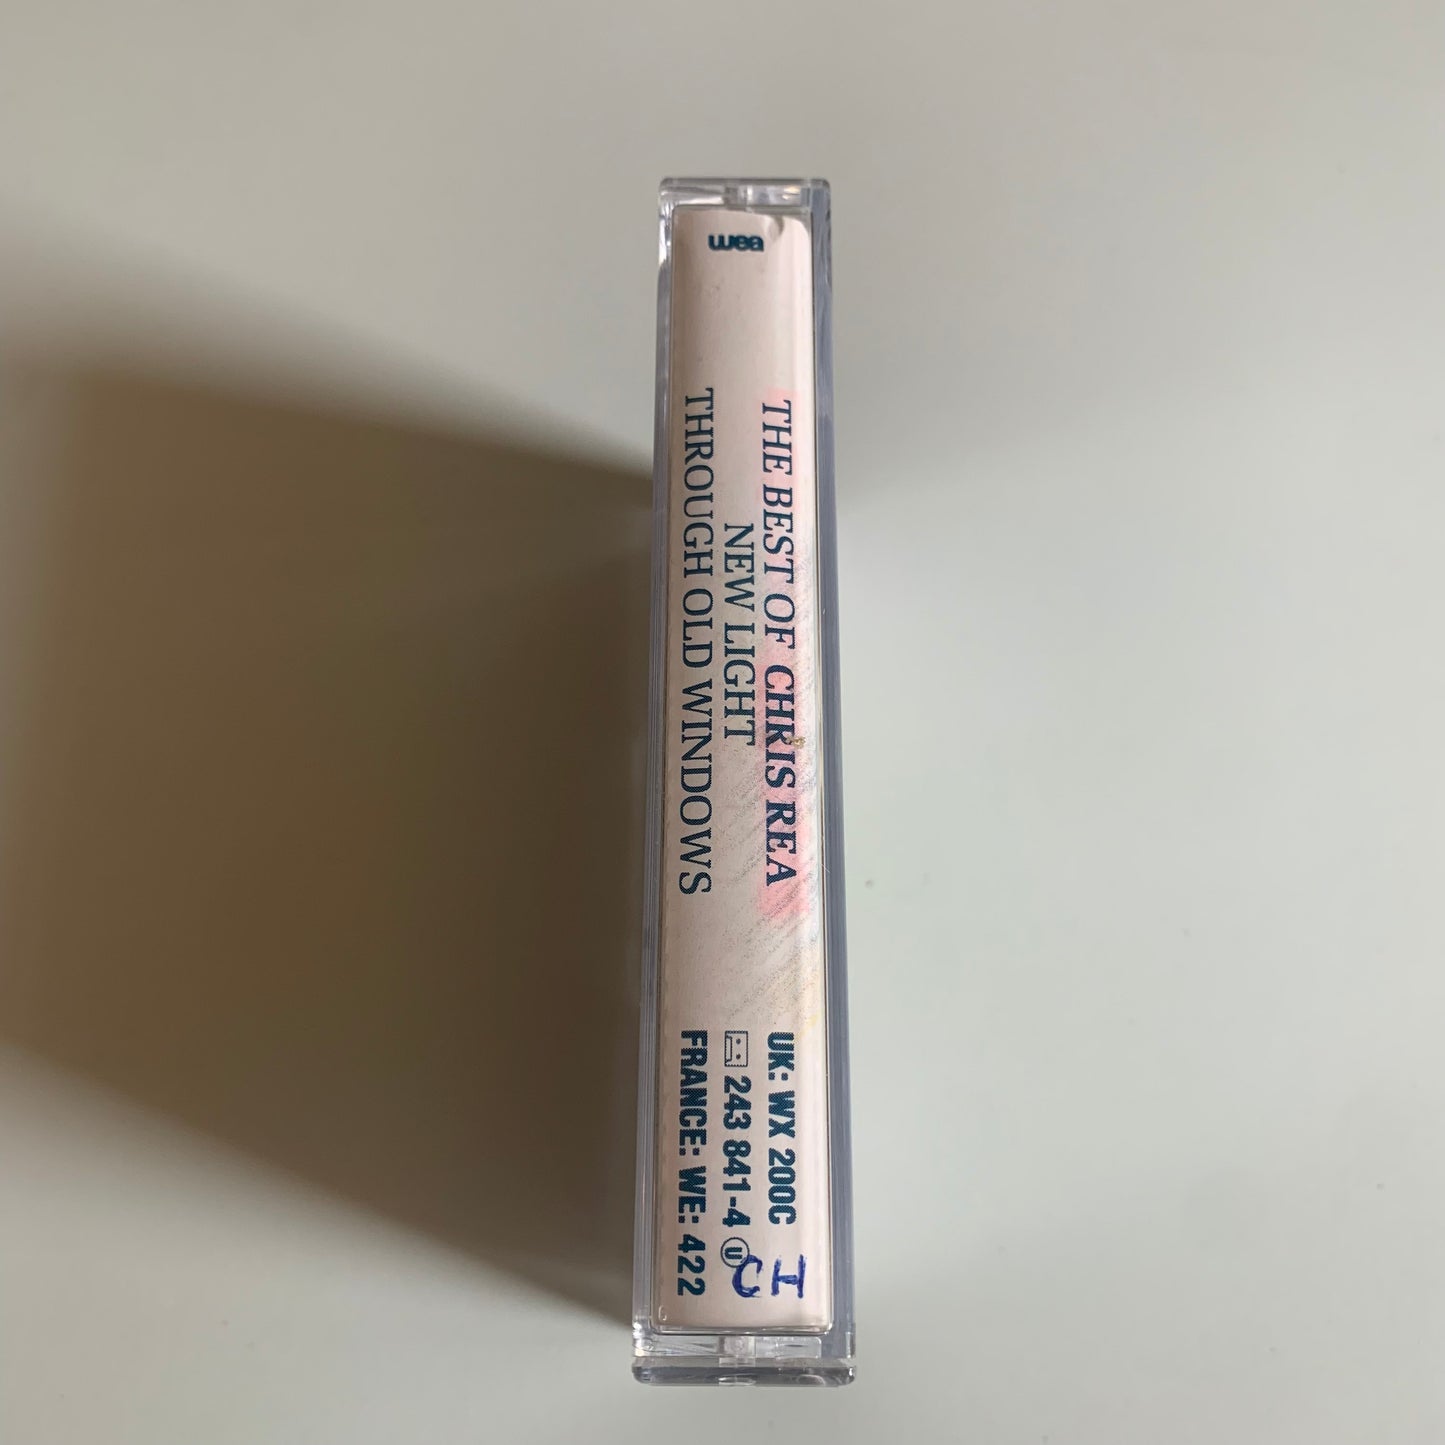 wea
THE BEST OF CHRIS REA
NEW LIGHT
THROUGH OLD WINDOWS
UK: WX 200C
243 841-4 U
FRANCE: WE: 422
CH